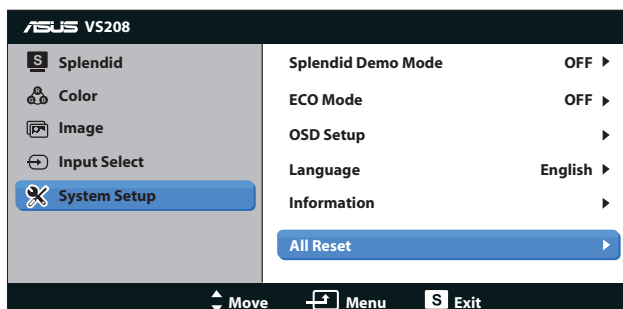 ASUS VS208
S Splendid
Color
Image
Input Select
System Setup
Splendid Demo Mode OFF
ECO Mode OFF
OSD Setup
Language English
Information
All Reset
Move Menu S Exit